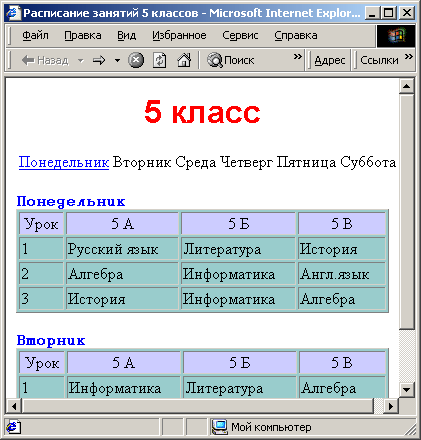 Расписание занятий 5 классов - Microsoft Internet Explor...
Файл Правка Вид Избранное Сервис Справка
Назад Поиск » Адрес Ссылки »
5 класс
Понедельник Вторник Среда Четверг Пятница Суббота
Понедельник
Урок 5 А 5 Б 5 В
1 Русский язык Литература История
2 Алгебра Информатика Англ.язык
3 История Информатика Алгебра
Вторник
Урок 5 А 5 Б 5 В
1 Информатика Литература Алгебра
Мой компьютер